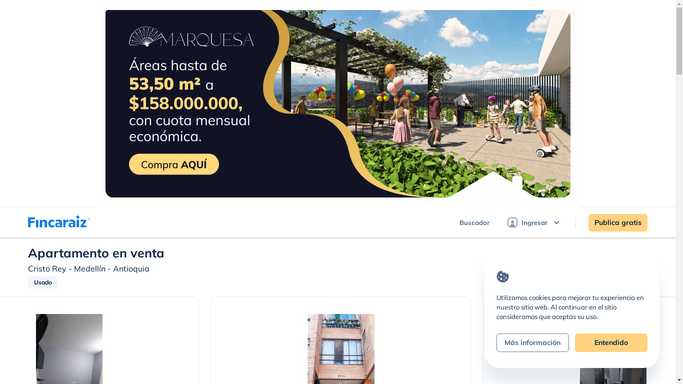 MARQUESA
Áreas hasta de
53,50 m² a
$158.000.000,
con cuota mensual
económica.
Compra AQUÍ
Fincaraiz
Buscador
Ingresar
Publica gratis
Apartamento en venta
Cristo Rey - Medellín - Antioquia
Usado
Utilizamos cookies para mejorar tu experiencia en
nuestro sitio web. Al continuar en el sitio
consideramos que aceptas su uso.
Más información
Entendido